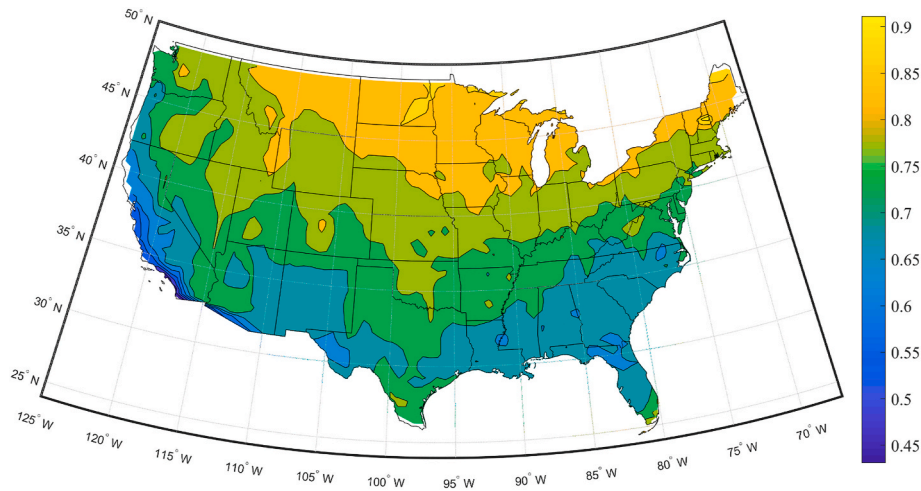 50° N
45° N
40° N
35° N
30° N
25° N
125° W
120° W
115° W
110° W
105° W
100° W
95° W
90° W
85° W
80° W
75° W
70° W
0.9
0.85
0.8
0.75
0.7
0.65
0.6
0.55
0.5
0.45